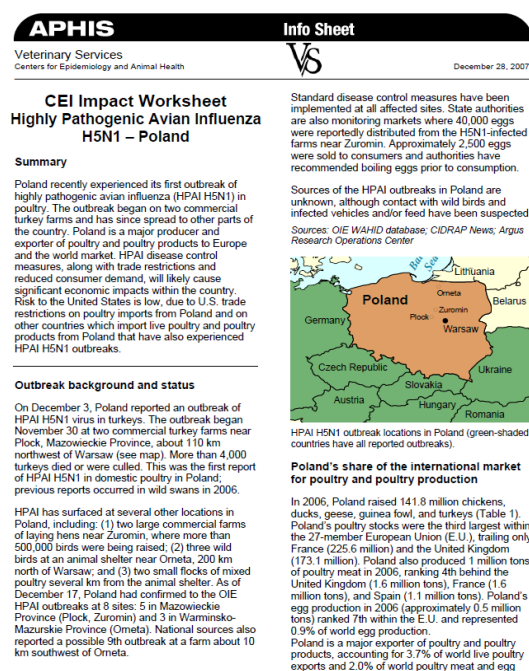 APHIS
Info Sheet
Veterinary Services
Centers for Epidemiology and Animal Health
VS
December 28, 2007
CEI Impact Worksheet
Highly Pathogenic Avian Influenza
H5N1 – Poland
Summary
Poland recently experienced its first outbreak of
highly pathogenic avian influenza (HPAI H5N1) in
poultry. The outbreak began on two commercial
turkey farms and has since spread to other parts of
the country. Poland is a major producer and
exporter of poultry and poultry products to Europe
and the world market. HPAI disease control
measures, along with trade restrictions and
reduced consumer demand, will likely cause
significant economic impacts within the country.
Risk to the United States is low, due to U.S. trade
restrictions on poultry imports from Poland and on
other countries which import live poultry and poultry
products from Poland that have also experienced
HPAI H5N1 outbreaks.
Outbreak background and status
On December 3, Poland reported an outbreak of
HPAI H5N1 virus in turkeys. The outbreak began
November 30 at two commercial turkey farms near
Plock, Mazowieckie Province, about 110 km
northwest of Warsaw (see map). More than 4,000
turkeys died or were culled. This was the first report
of HPAI H5N1 in domestic poultry in Poland;
previous reports occurred in wild swans in 2006.
HPAI has surfaced at several other locations in
Poland, including: (1) two large commercial farms
of laying hens near Zuromin, where more than
500,000 birds were being raised; (2) three wild
birds at an animal shelter near Orneta, 200 km
north of Warsaw; and (3) two small flocks of mixed
poultry several km from the animal shelter. As of
December 17, Poland had confirmed to the OIE
HPAI outbreaks at 8 sites: 5 in Mazowieckie
Province (Plock, Zuromin) and 3 in Warminsko-
Mazurskie Province (Orneta). National sources also
reported a possible 9th outbreak at a farm about 10
km southwest of Orneta.
Standard disease control measures have been
implemented at all affected sites. State authorities
are also monitoring markets where 40,000 eggs
were reportedly distributed from the H5N1-infected
farms near Zuromin. Approximately 2,500 eggs
were sold to consumers and authorities have
recommended boiling eggs prior to consumption.
Sources of the HPAI outbreaks in Poland are
unknown, although contact with wild birds and
infected vehicles and/or feed have been suspected
Sources: OIE WAHID database; CIDRAP News; Argus
Research Operations Center
Sea
Lithuania
Poland
Orneta
Belarus
Zuromin
Plock
Germany
Warsaw
Czech Republic
Ukraine
Slovakia
Austria
Hungary
Romania
HPAI H5N1 outbreak locations in Poland (green-shaded
countries have all reported outbreaks).
Poland's share of the international market
for poultry and poultry production
In 2006, Poland raised 141.8 million chickens,
ducks, geese, guinea fowl, and turkeys (Table 1).
Poland's poultry stocks were the third largest within
the 27-member European Union (E.U.), trailing only
France (225.6 million) and the United Kingdom
(173.1 million). Poland also produced 1 million tons
of poultry meat in 2006, ranking 4th behind the
United Kingdom (1.6 million tons), France (1.6
million tons), and Spain (1.1 million tons). Poland's
egg production in 2006 (approximately 0.5 million
tons) ranked 7th within the E.U. and represented
0.9% of world egg production.
Poland is a major exporter of poultry and poultry
products, accounting for 3.7% of world live poultry
exports and 2.0% of world poultry meat and egg